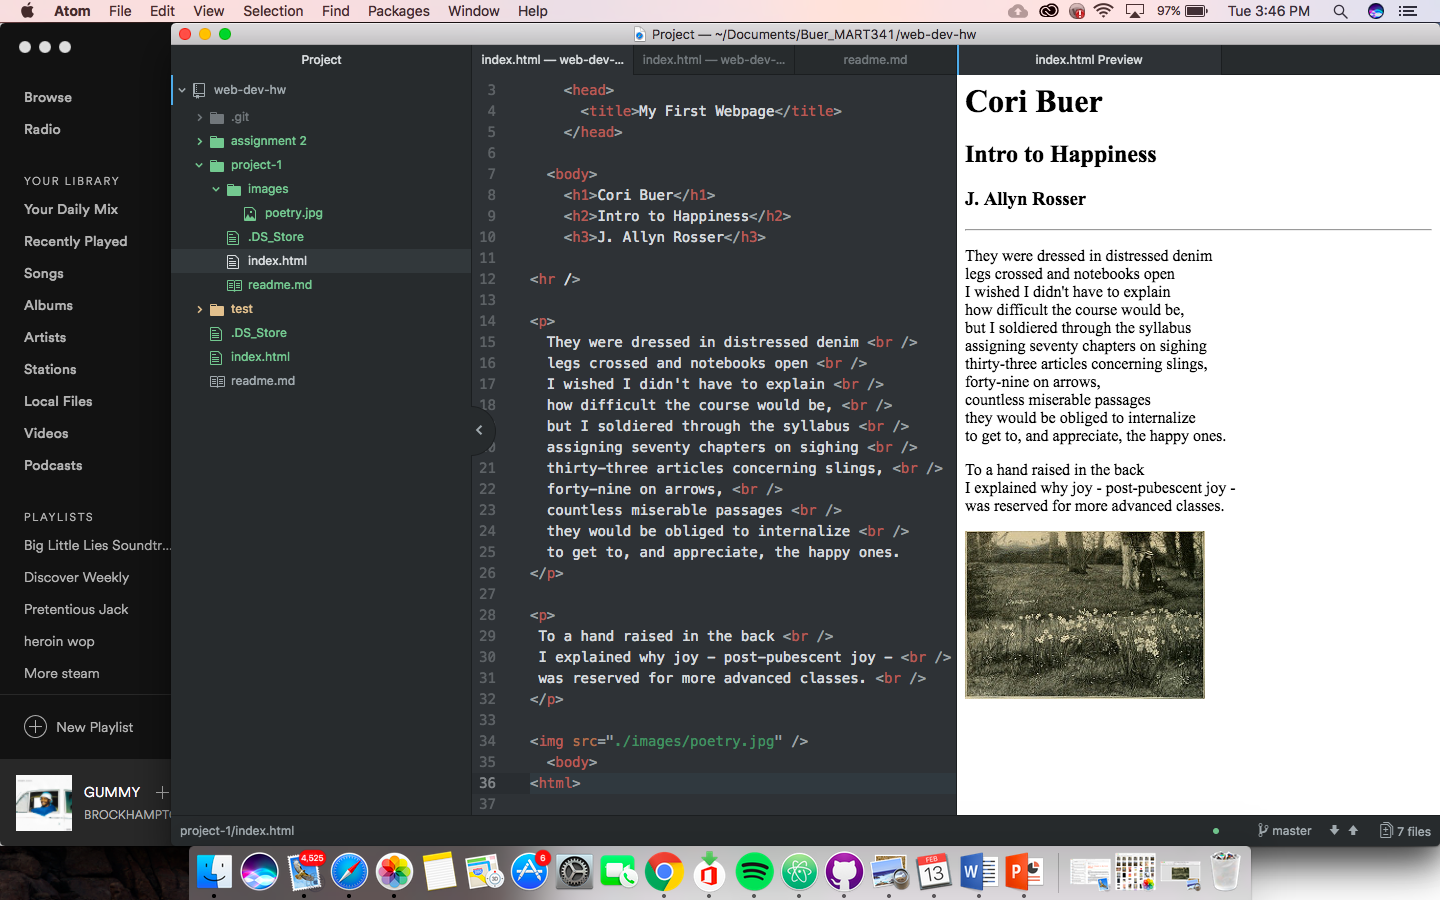 Atom File Edit View Selection Find Packages Window Help 97% Tue 3:46 PM
Project — ~/Documents/Buer_MART341/web-dev-hw
Browse
Radio
YOUR LIBRARY
Your Daily Mix
Recently Played
Songs
Albums
Artists
Stations
Local Files
Videos
Podcasts
PLAYLISTS
Big Little Lies Soundtr...
Discover Weekly
Pretentious Jack
heroin wop
More steam
New Playlist
GUMMY
BROCKHAMPT
Project
web-dev-hw
.git
assignment 2
project-1
images
poetry.jpg
.DS_Store
index.html
readme.md
test
.DS_Store
index.html
readme.md
index.html — web-dev-... index.html — web-dev-... readme.md
3 <head>
4 <title>My First Webpage</title>
5 </head>
6
7 <body>
8 <h1>Cori Buer</h1>
9 <h2>Intro to Happiness</h2>
10 <h3>J. Allyn Rosser</h3>
11
12 <hr />
13
14 <p>
15 They were dressed in distressed denim <br />
16 legs crossed and notebooks open <br />
17 I wished I didn't have to explain <br />
18 how difficult the course would be, <br />
but I soldiered through the syllabus <br />
assigning seventy chapters on sighing <br />
21 thirty-three articles concerning slings, <br />
22 forty-nine on arrows, <br />
23 countless miserable passages <br />
24 they would be obliged to internalize <br />
25 to get to, and appreciate, the happy ones.
26 </p>
27
28 <p>
29 To a hand raised in the back <br />
30 I explained why joy - post-pubescent joy - <br />
31 was reserved for more advanced classes. <br />
32 </p>
33
34 <img src="./images/poetry.jpg" />
35 <body>
36 <html>
37
index.html Preview
Cori Buer
Intro to Happiness
J. Allyn Rosser
They were dressed in distressed denim
legs crossed and notebooks open
I wished I didn't have to explain
how difficult the course would be,
but I soldiered through the syllabus
assigning seventy chapters on sighing
thirty-three articles concerning slings,
forty-nine on arrows,
countless miserable passages
they would be obliged to internalize
to get to, and appreciate, the happy ones.
To a hand raised in the back
I explained why joy - post-pubescent joy -
was reserved for more advanced classes.
project-1/index.html master 7 files
4,525
6
FEB
13
W
P